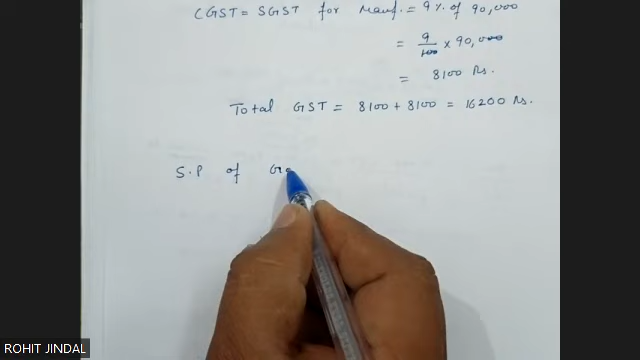 CGST = SGST for Manf. = 9% of 90,000
= 9/100 x 90,000
= 8100 Rs.
Total GST = 8100 + 8100 = 16200 Rs.
S.P of
ROHIT JINDAL